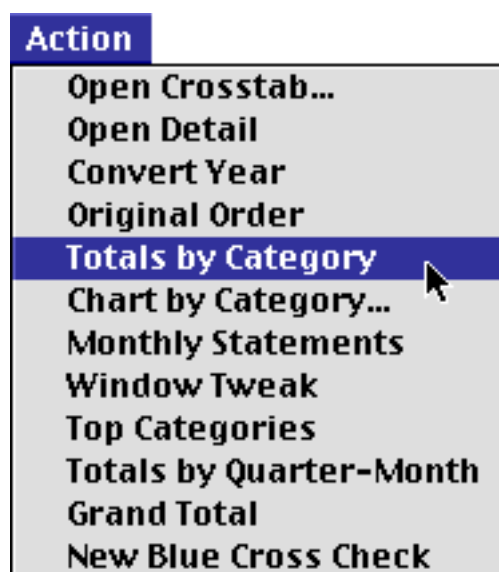 Action
Open Crosstab...
Open Detail
Convert Year
Original Order
Totals by Category
Chart by Category...
Monthly Statements
Window Tweak
Top Categories
Totals by Quarter-Month
Grand Total
New Blue Cross Check